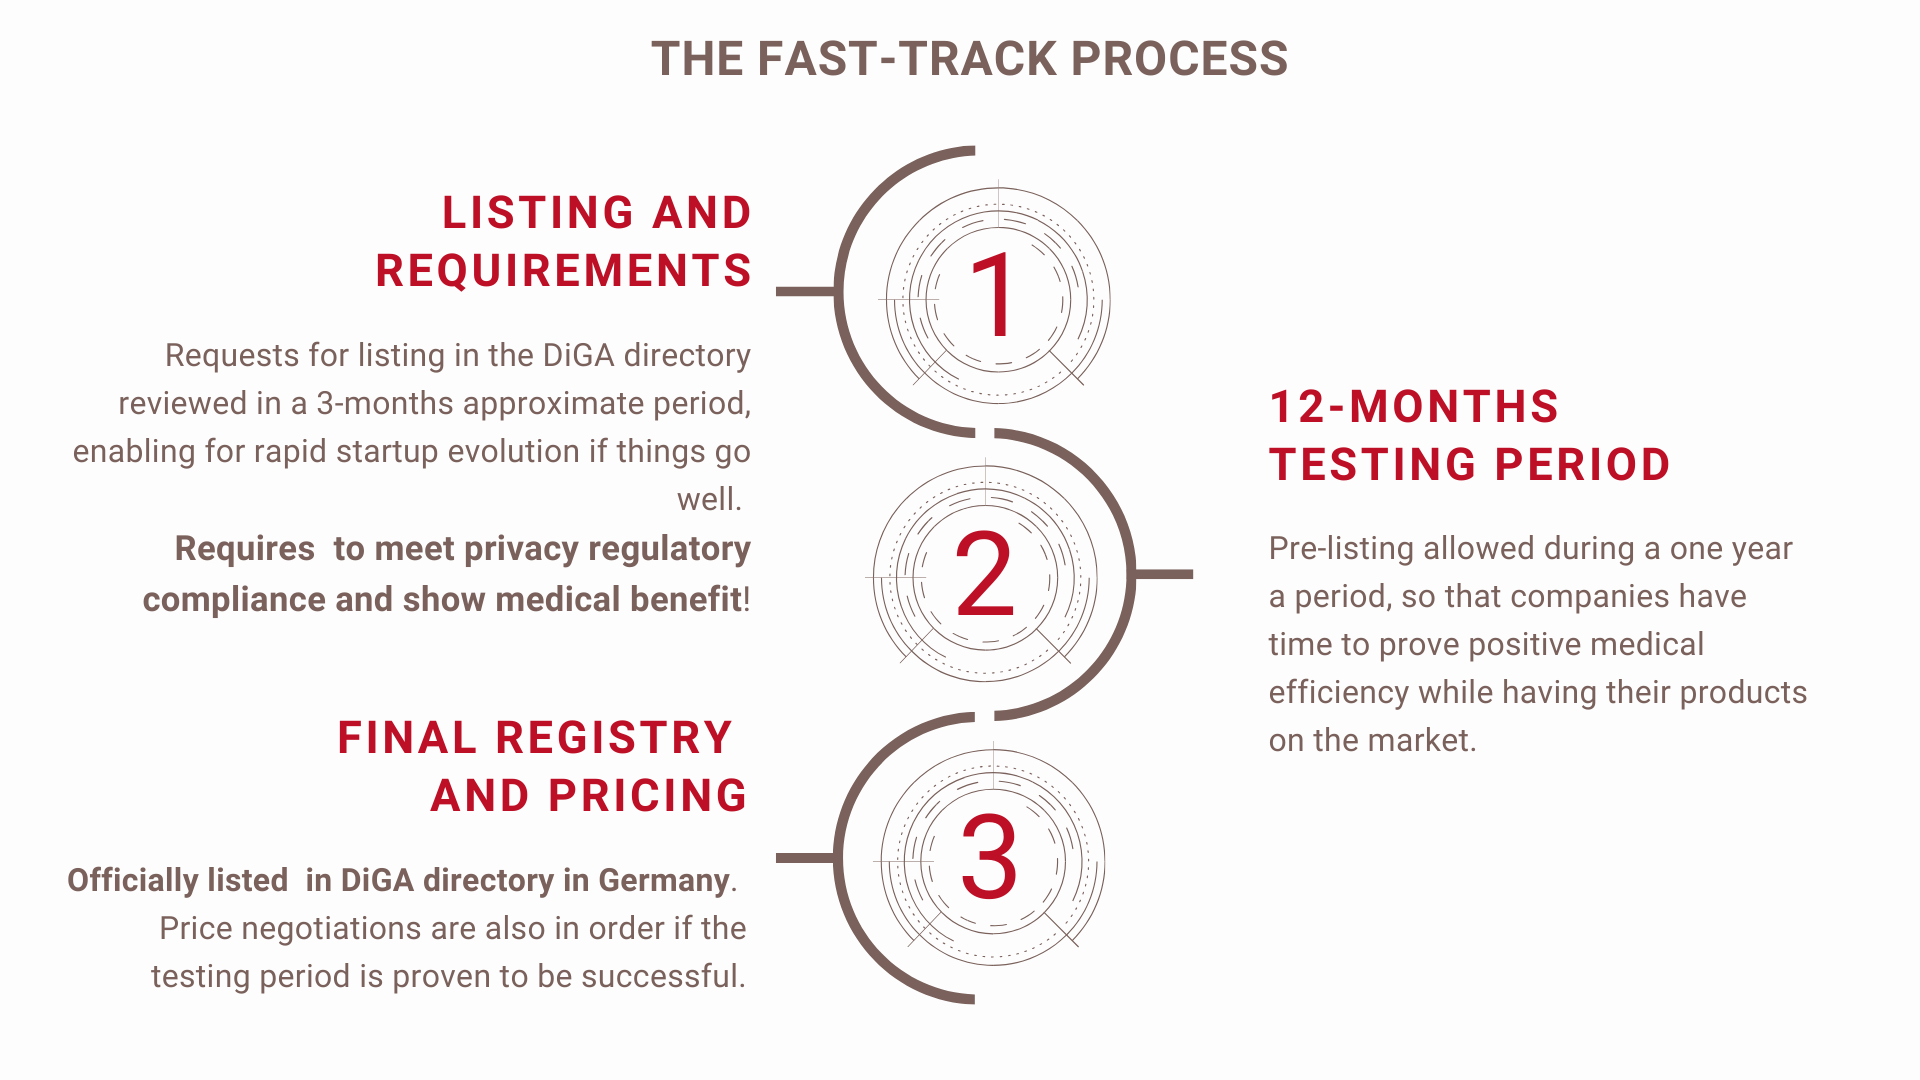 THE FAST-TRACK PROCESS
LISTING AND
REQUIREMENTS
Requests for listing in the DiGA directory
reviewed in a 3-months approximate period,
enabling for rapid startup evolution if things go
well.
Requires to meet privacy regulatory
compliance and show medical benefit!
1
12-MONTHS
TESTING PERIOD
Pre-listing allowed during a one year
a period, so that companies have
time to prove positive medical
efficiency while having their products
on the market.
2
FINAL REGISTRY
AND PRICING
Officially listed in DiGA directory in Germany.
Price negotiations are also in order if the
testing period is proven to be successful.
3